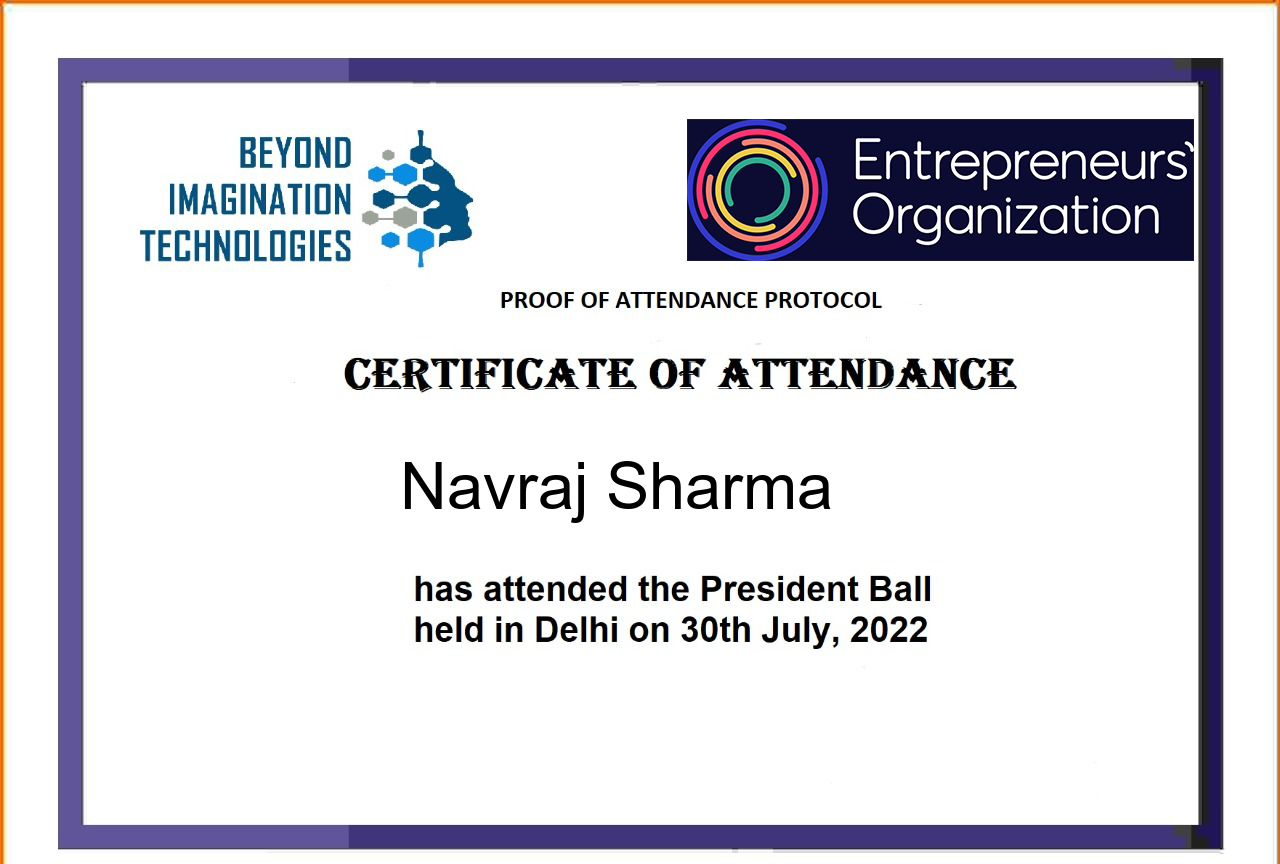 BEYOND
IMAGINATION
TECHNOLOGIES
Entrepreneurs'
Organization
PROOF OF ATTENDANCE PROTOCOL
CERTIFICATE OF ATTENDANCE
Navraj Sharma
has attended the President Ball
held in Delhi on 30th July, 2022